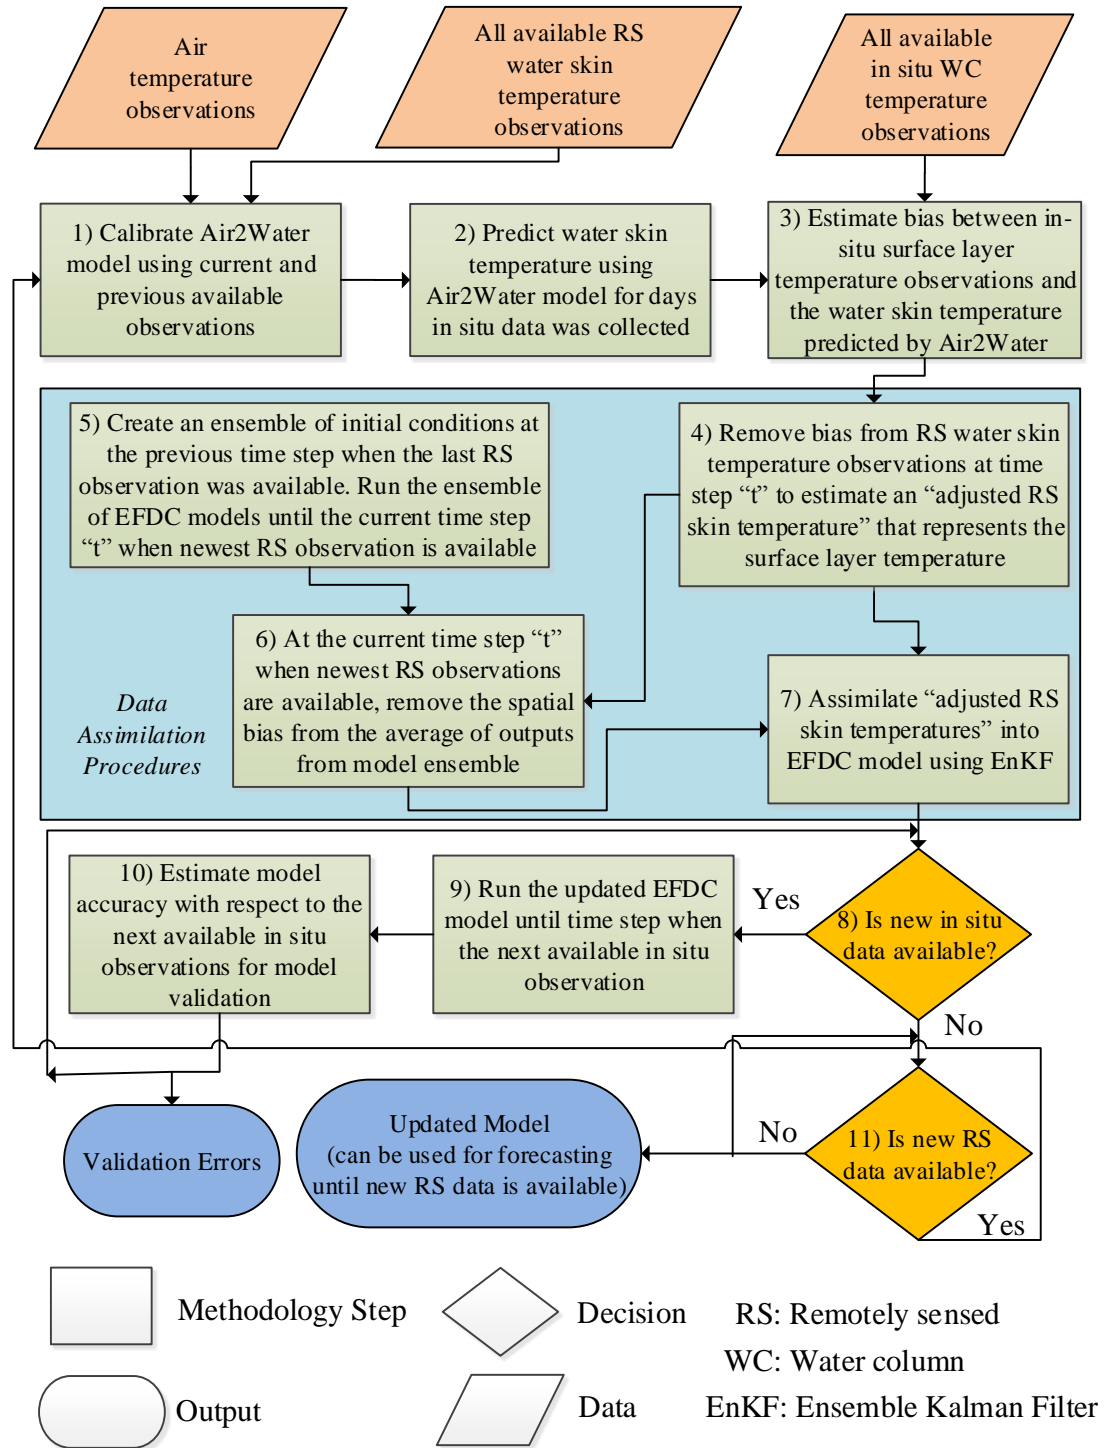 Air
temperature
observations
All available RS
water skin
temperature
observations
All available
in situ WC
temperature
observations
1) Calibrate Air2Water
model using current and
previous available
observations
2) Predict water skin
temperature using
Air2Water model for days
in situ data was collected
3) Estimate bias between in-
situ surface layer
temperature observations and
the water skin temperature
predicted by Air2Water
5) Create an ensemble of initial conditions at
the previous time step when the last RS
observation was available. Run the ensemble
of EFDC models until the current time step
“t” when newest RS observation is available
4) Remove bias from RS water skin
temperature observations at time
step “t” to estimate an “adjusted RS
skin temperature” that represents the
surface layer temperature
6) At the current time step “t”
when newest RS observations
are available, remove the spatial
bias from the average of outputs
from model ensemble
7) Assimilate “adjusted RS
skin temperatures” into
EFDC model using EnKF
Data
Assimilation
Procedures
10) Estimate model
accuracy with respect to the
next available in situ
observations for model
validation
9) Run the updated EFDC
model until time step when
the next available in situ
observation
Yes
8) Is new in situ
data available?
No
Validation Errors
Updated Model
(can be used for forecasting
until new RS data is available)
No
11) Is new RS
data available?
Yes
Methodology Step
Decision
RS: Remotely sensed
WC: Water column
Output
Data
EnKF: Ensemble Kalman Filter